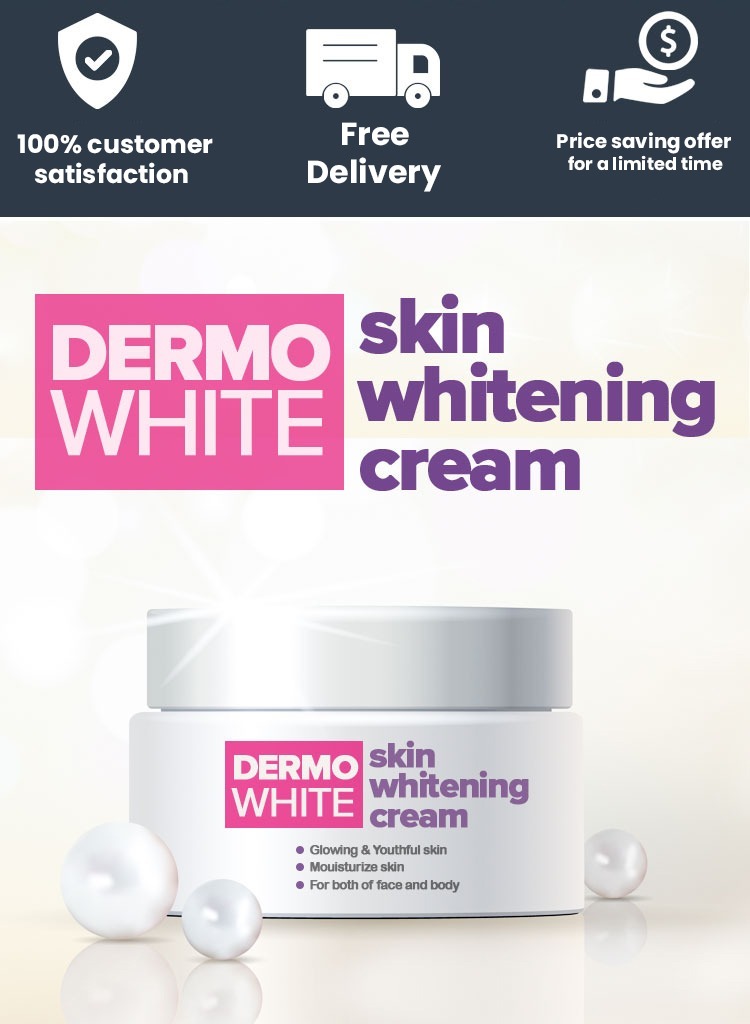 100% customer
satisfaction
Free
Delivery
Price saving offer
for a limited time
DERMO
WHITE
skin
whitening
cream
DERMO
WHITE
skin
whitening
cream
Glowing & Youthful skin
Mouisturize skin
For both of face and body